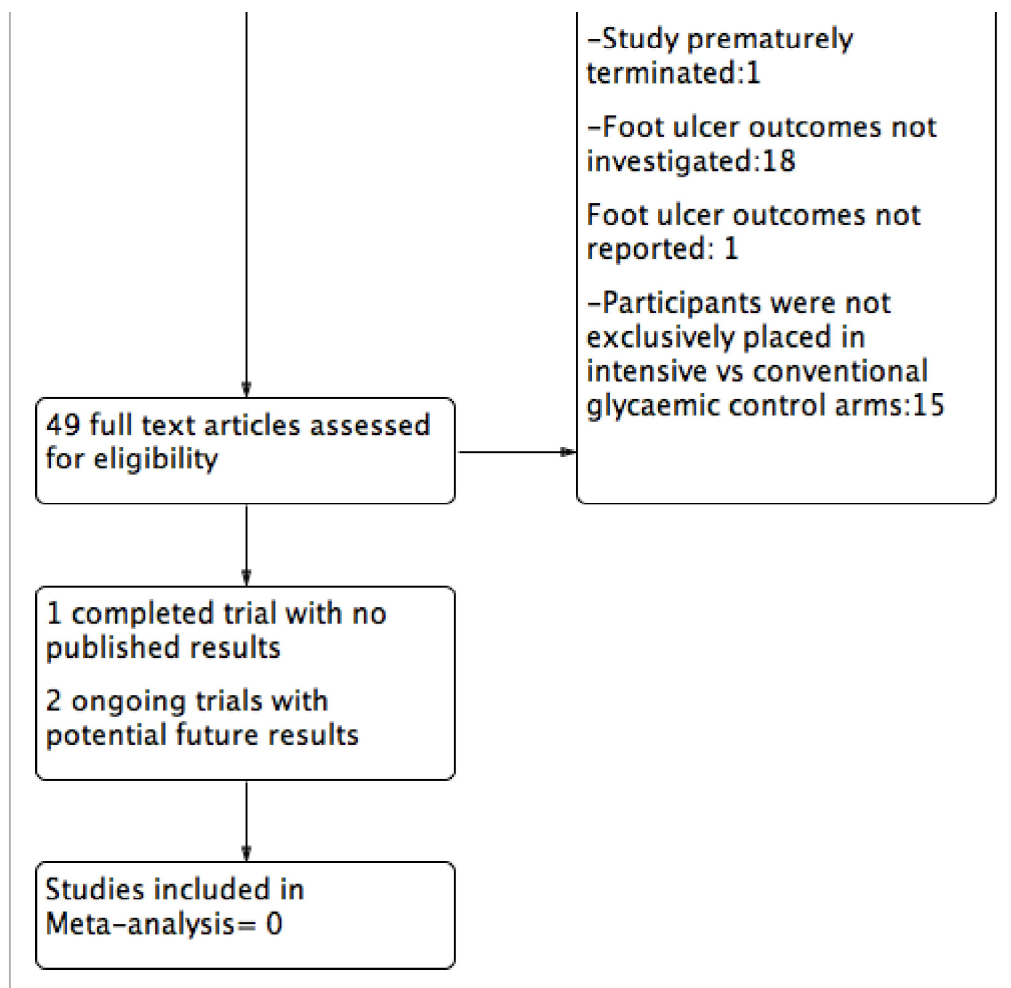 –Study prematurely
terminated:1
–Foot ulcer outcomes not
investigated:18
Foot ulcer outcomes not
reported: 1
–Participants were not
exclusively placed in
intensive vs conventional
glycaemic control arms:15
49 full text articles assessed
for eligibility
1 completed trial with no
published results
2 ongoing trials with
potential future results
Studies included in
Meta–analysis= 0